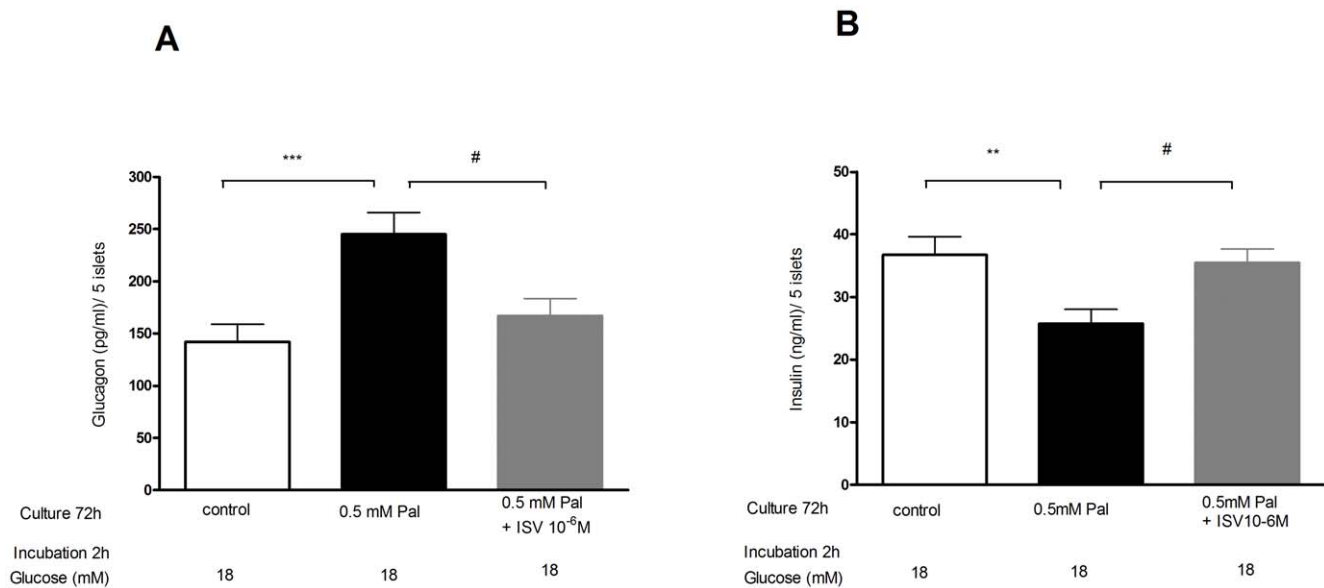 A
***
#
300
250
200
150
100
50
0
Glucagon (pg/ml)/ 5 islets
Culture 72h
control
0.5 mM Pal
0.5 mM Pal
+ ISV 10⁻⁶M
Incubation 2h
Glucose (mM)
18
18
18
B
**
#
50
40
30
20
10
0
Insulin (ng/ml)/ 5 islets
Culture 72h
control
0.5mM Pal
0.5mM Pal
+ ISV10-6M
Incubation 2h
Glucose (mM)
18
18
18